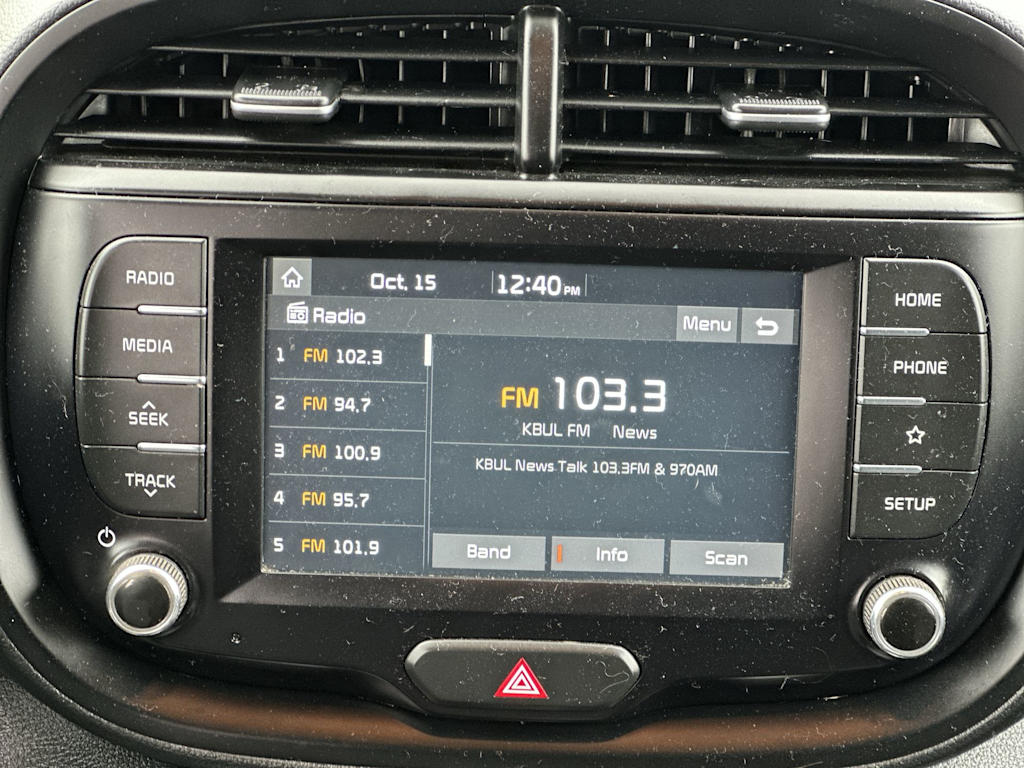 RADIO
MEDIA
SEEK
TRACK
Oct. 15 12:40 PM
Radio
Menu
1 FM 102.3
2 FM 94.7
3 FM 100.9
4 FM 95.7
5 FM 101.9
FM 103.3
KBUL FM News
KBUL News Talk 103.3FM & 970AM
Band Info Scan
HOME
PHONE
SETUP